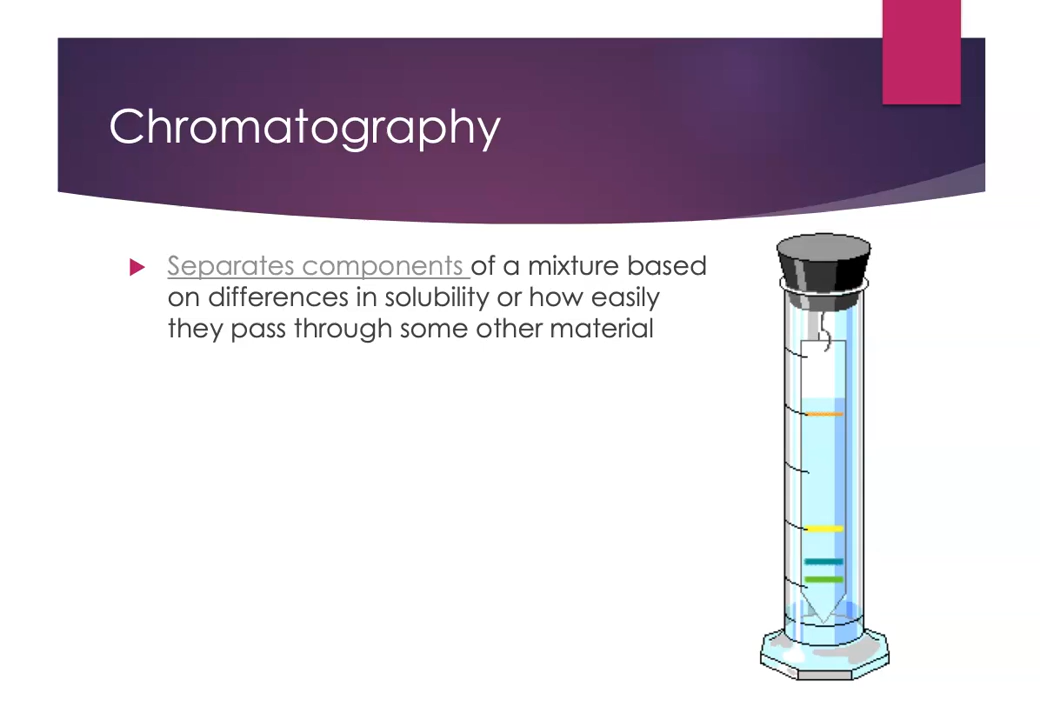 Chromatography
Separates components of a mixture based
on differences in solubility or how easily
they pass through some other material